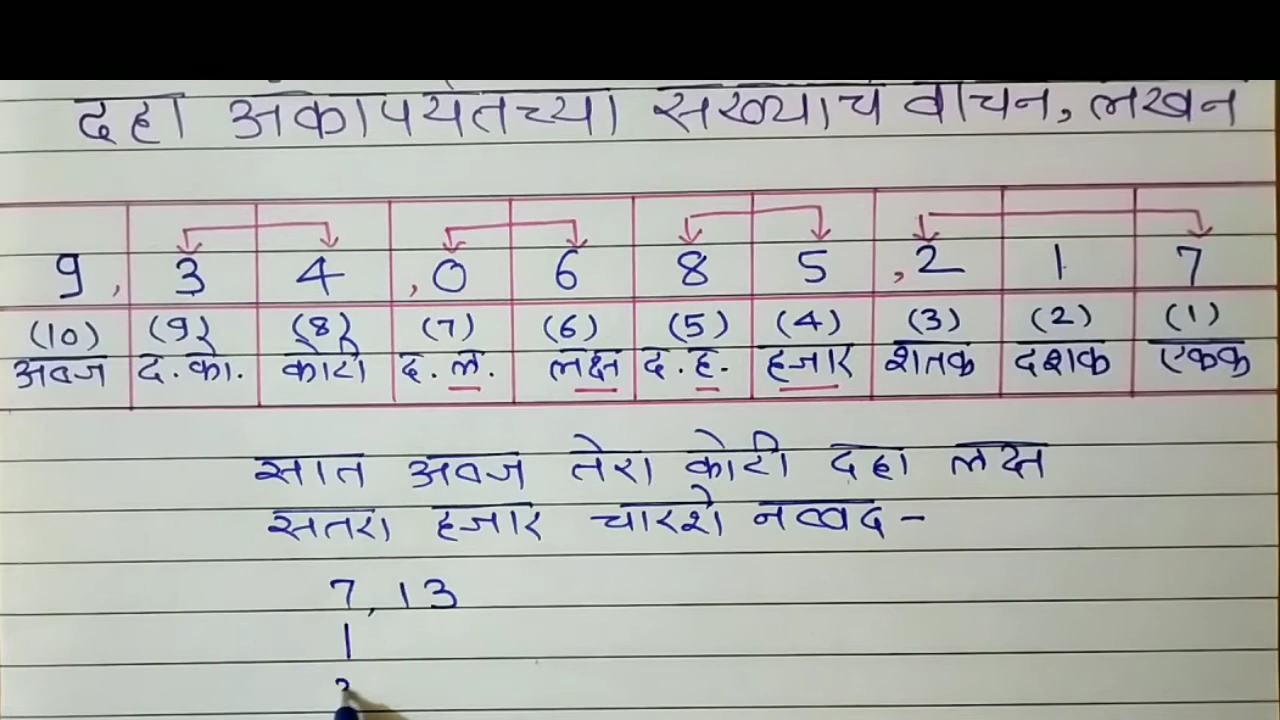 दहा अंकापर्यंतच्या संख्याचे वाचन, लेखन
9, 3 4 ,0 6 8 5 ,2 1 7
(10) (9) (8) (7) (6) (5) (4) (3) (2) (1)
अब्ज द.को. कोटी द.ल. लक्ष द.ह. हजार शतक दशक एकक
सात अब्ज तेरा कोटी दहा लक्ष
सतरा हजार चारशे नव्वद -
7, 13
1